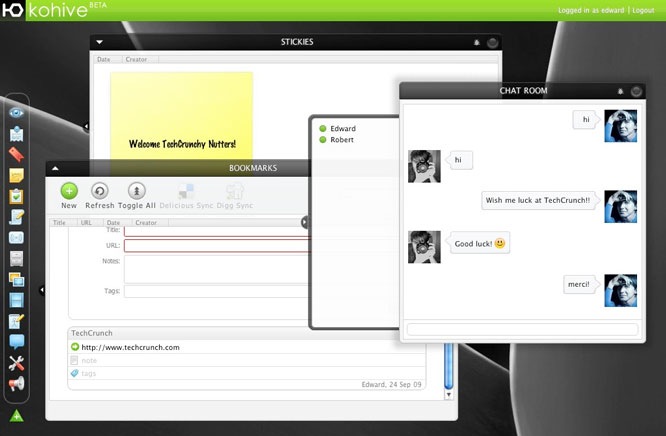 kohive BETA
Logged in as edward | Logout
STICKIES
Date Creator
Welcome TechCrunchy Nutters!
BOOKMARKS
New Refresh Toggle All Delicious Sync Digg Sync
Title URL Date Creator
Title:
URL:
Notes:
Tags:
TechCrunch
http://www.techcrunch.com
note
tags
Edward, 24 Sep 09
Edward
Robert
CHAT ROOM
hi
hi
Wish me luck at TechCrunch!!
Good luck!
merci!